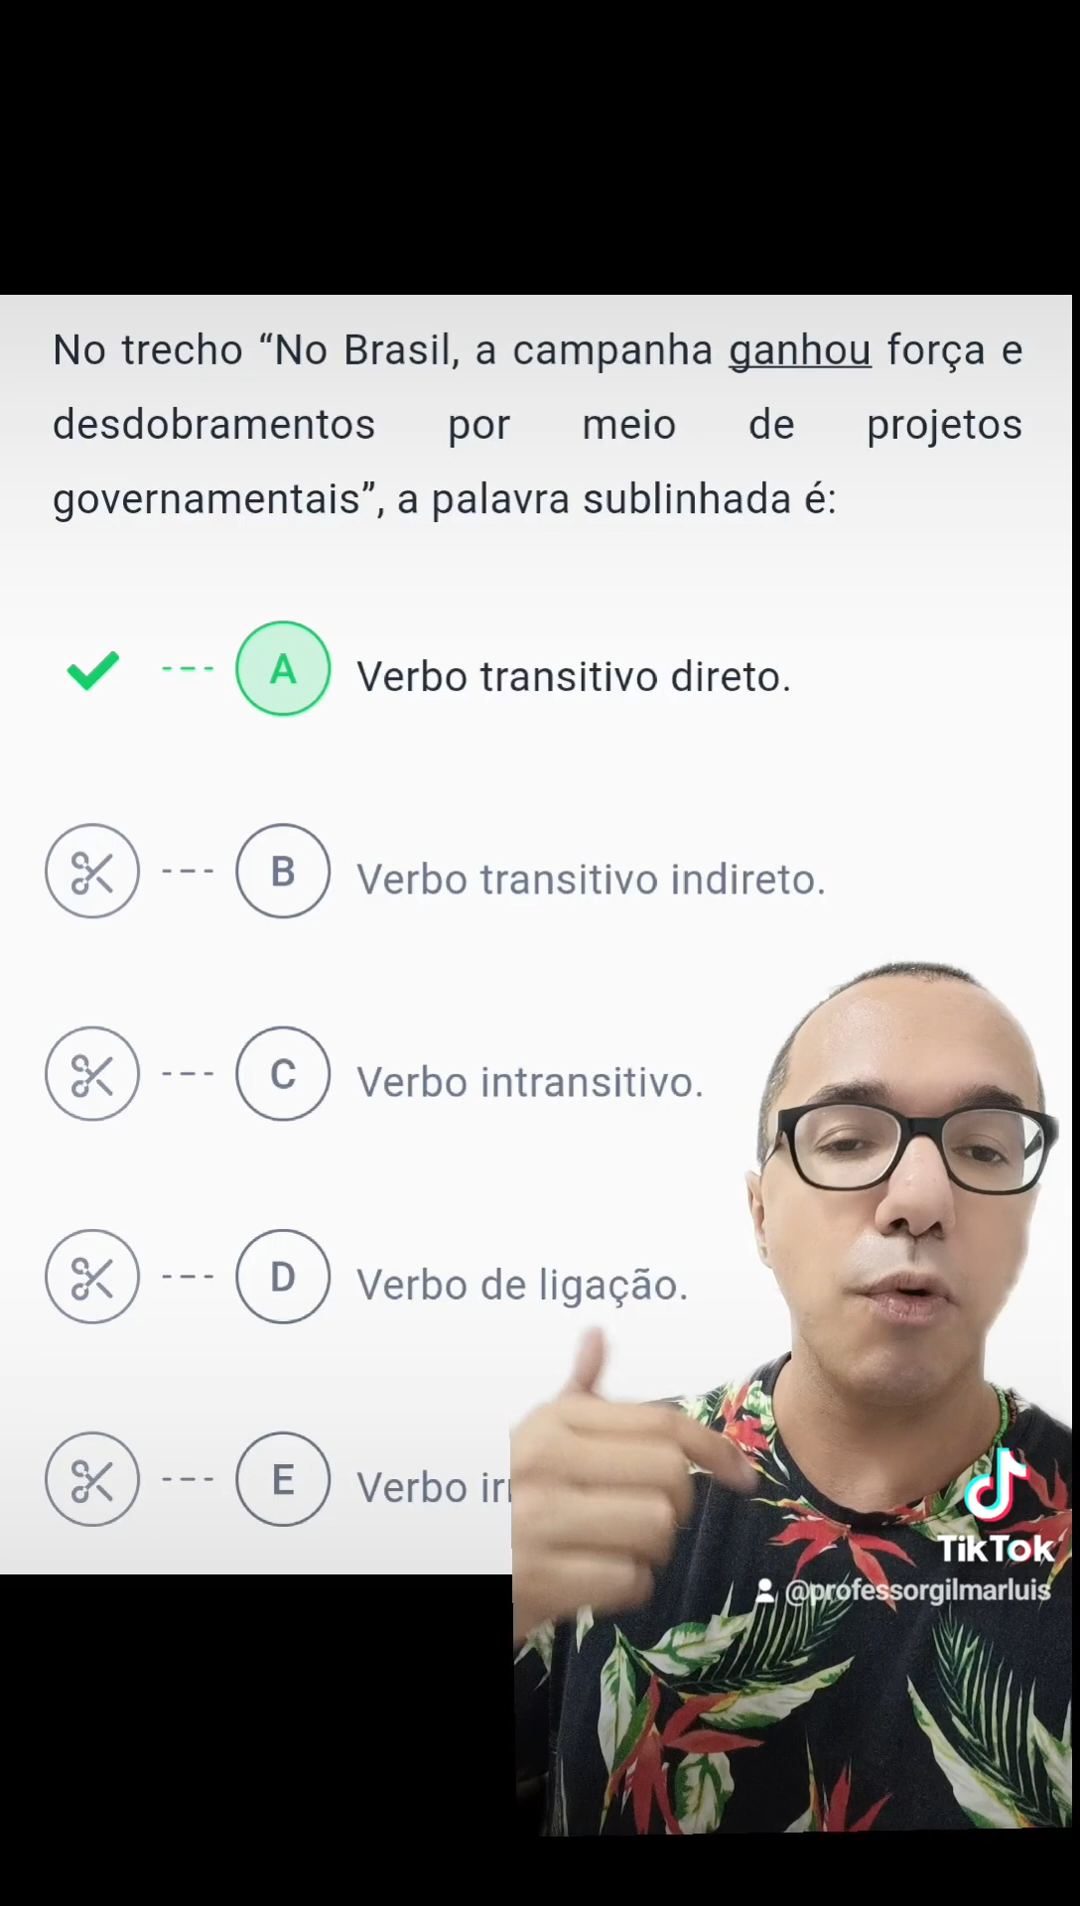 No trecho “No Brasil, a campanha ganhou força e
desdobramentos por meio de projetos
governamentais”, a palavra sublinhada é:
A Verbo transitivo direto.
B Verbo transitivo indireto.
C Verbo intransitivo.
D Verbo de ligação.
E Verbo
TikTok
@professorgilmarluis